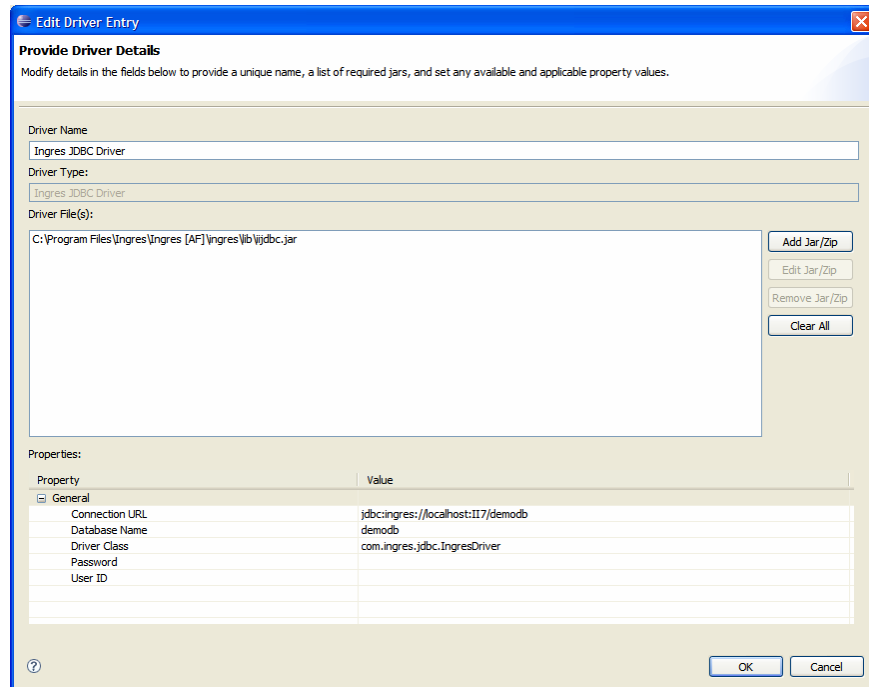 Edit Driver Entry
Provide Driver Details
Modify details in the fields below to provide a unique name, a list of required jars, and set any available and applicable property values.
Driver Name
Ingres JDBC Driver
Driver Type:
Ingres JDBC Driver
Driver File(s):
C:\Program Files\Ingres\Ingres [AF]\ingres\lib\iijdbc.jar
Add Jar/Zip
Edit Jar/Zip
Remove Jar/Zip
Clear All
Properties:
Property Value
General
Connection URL jdbc:ingres://localhost:II7/demodb
Database Name demodb
Driver Class com.ingres.jdbc.IngresDriver
Password
User ID
OK Cancel